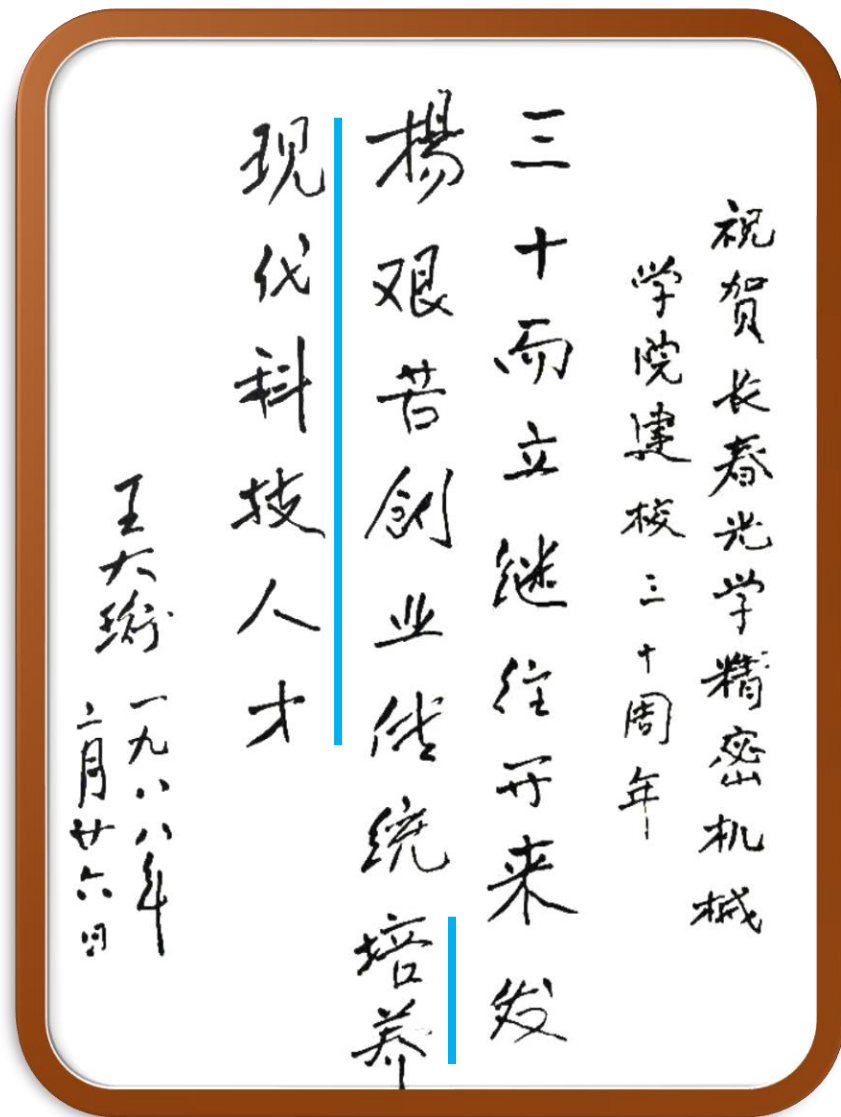 祝贺长春光学精密机械
学院建校三十周年
三十而立继往开来发
揚艰苦创业传统培养
现代科技人才
王大珩
一九八八年
二月廿六日